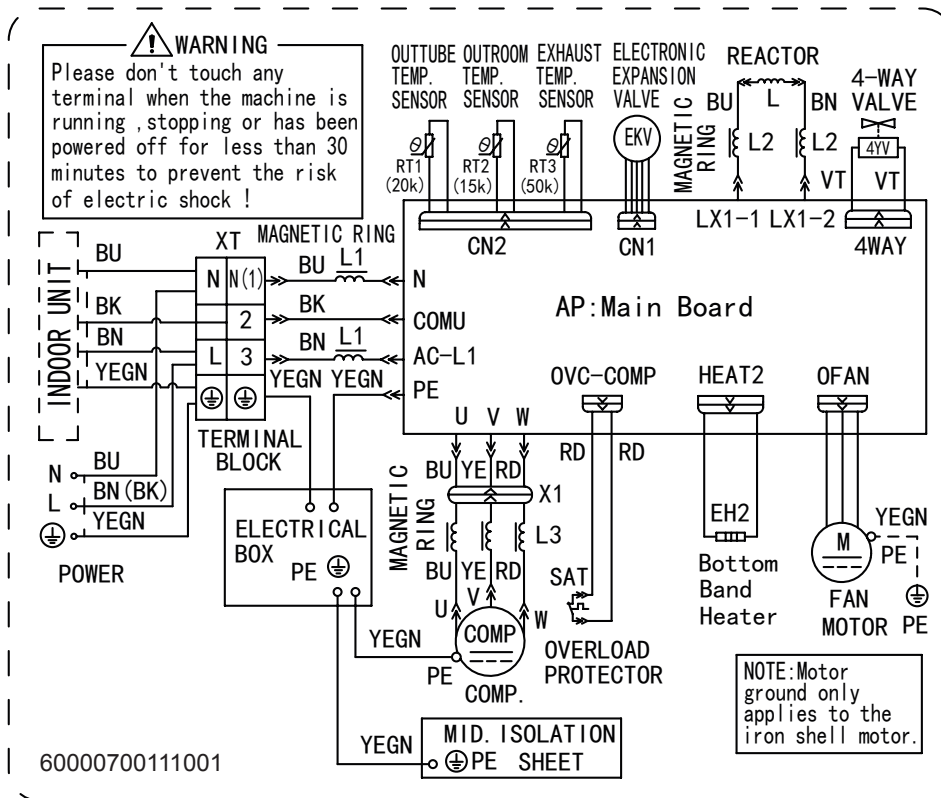 WARNING
Please don't touch any
terminal when the machine is
running ,stopping or has been
powered off for less than 30
minutes to prevent the risk
of electric shock !
OUTTUBE OUTROOM EXHAUST ELECTRONIC
TEMP. TEMP. TEMP. EXPANSION
SENSOR SENSOR SENSOR VALVE
REACTOR
4-WAY
VALVE
BU L BN
MAGNETIC
RING
EKV
L2 L2
4YV
θ θ θ
RT1 RT2 RT3
(20k) (15k) (50k)
VT VT
LX1-1 LX1-2
CN2 CN1 4WAY
AP:Main Board
XT MAGNETIC RING
INDOOR UNIT
BU
BK
BN
YEGN
N N(1)
2
L 3
BU L1
BK
BN L1
YEGN YEGN
N
COMU
AC-L1
PE
TERMINAL
BLOCK
OVC-COMP HEAT2 OFAN
U V W
RD RD
BU YE RD
X1
MAGNETIC
RING
L3
BU YE RD
N BU
L BN(BK)
YEGN
POWER
ELECTRICAL
BOX
PE
U V W
COMP
PE
COMP.
YEGN
SAT
OVERLOAD
PROTECTOR
EH2
Bottom
Band
Heater
M
YEGN
PE
FAN
MOTOR PE
NOTE:Motor
ground only
applies to the
iron shell motor.
YEGN
MID. ISOLATION
PE SHEET
60000700111001